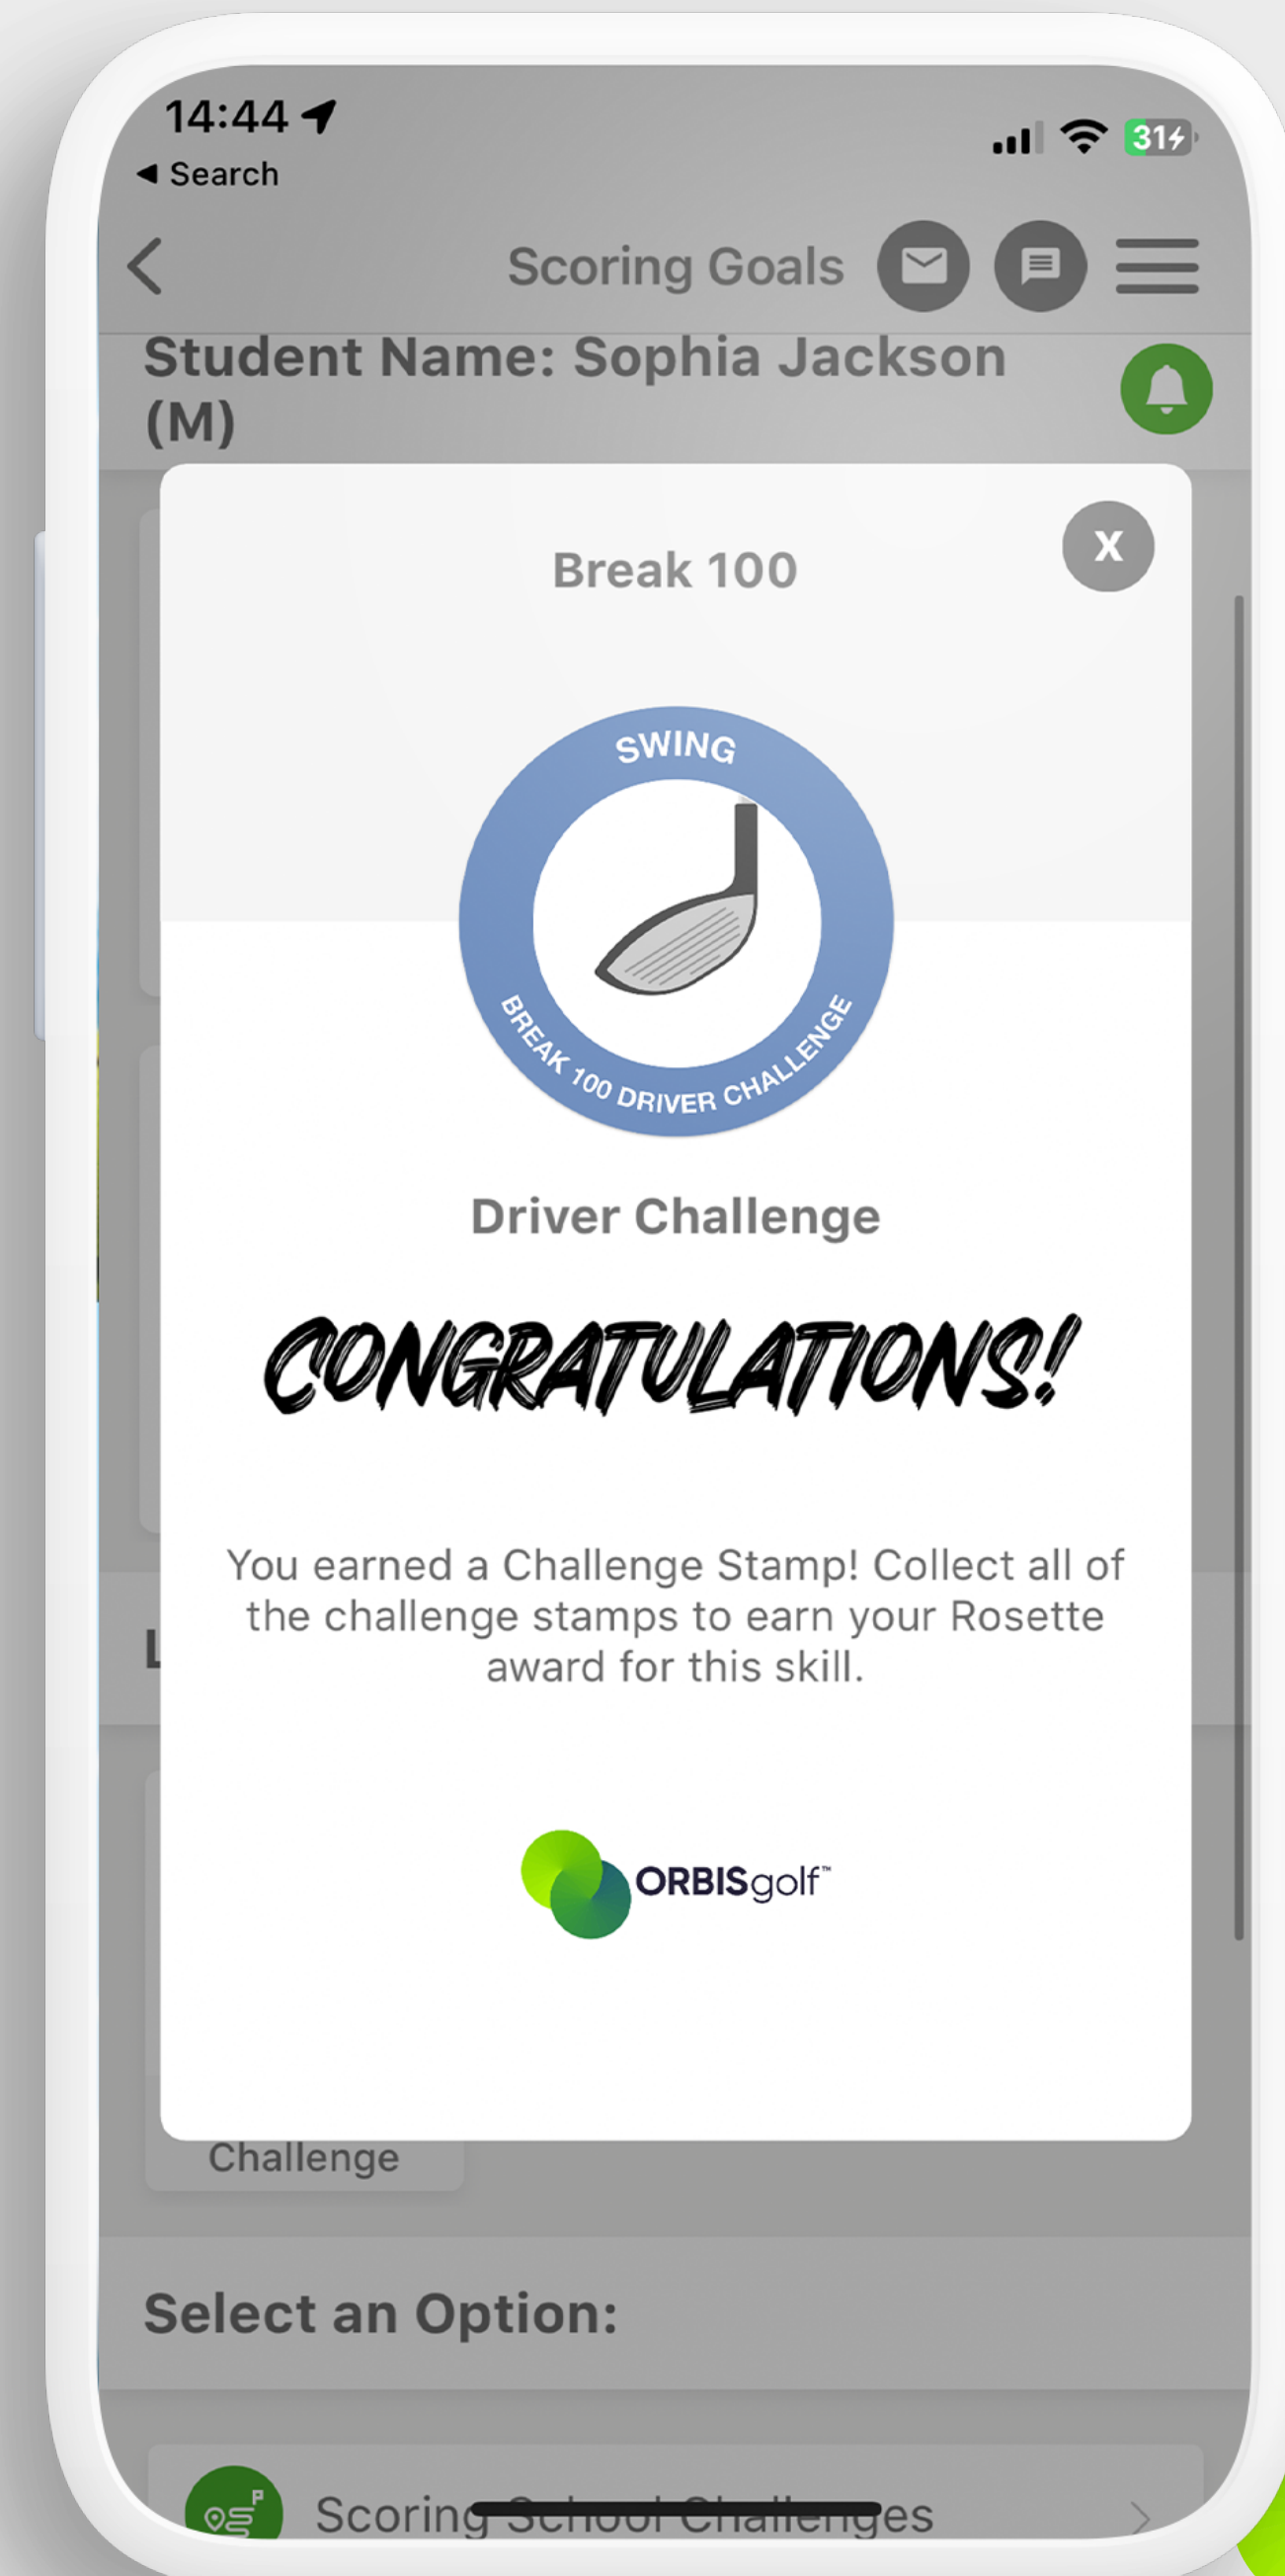 14:44
Search
31
Scoring Goals
Student Name: Sophia Jackson
(M)
Break 100
X
SWING
BREAK 100 DRIVER CHALLENGE
Driver Challenge
CONGRATULATIONS!
You earned a Challenge Stamp! Collect all of
the challenge stamps to earn your Rosette
award for this skill.
L
ORBISgolf™
Challenge
Select an Option:
P
Scoring School Challenges